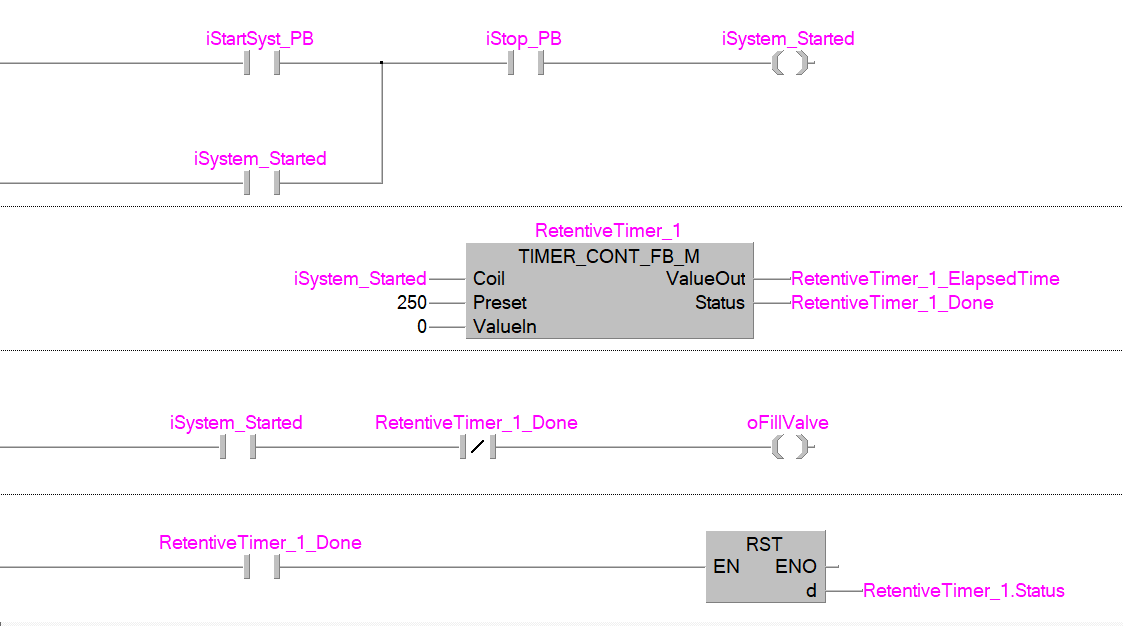 iStartSyst_PB iStop_PB iSystem_Started
iSystem_Started
RetentiveTimer_1
TIMER_CONT_FB_M
iSystem_Started Coil ValueOut RetentiveTimer_1_ElapsedTime
250 Preset Status RetentiveTimer_1_Done
0 ValueIn
iSystem_Started RetentiveTimer_1_Done oFillValve
RetentiveTimer_1_Done RST
EN ENO
d RetentiveTimer_1.Status